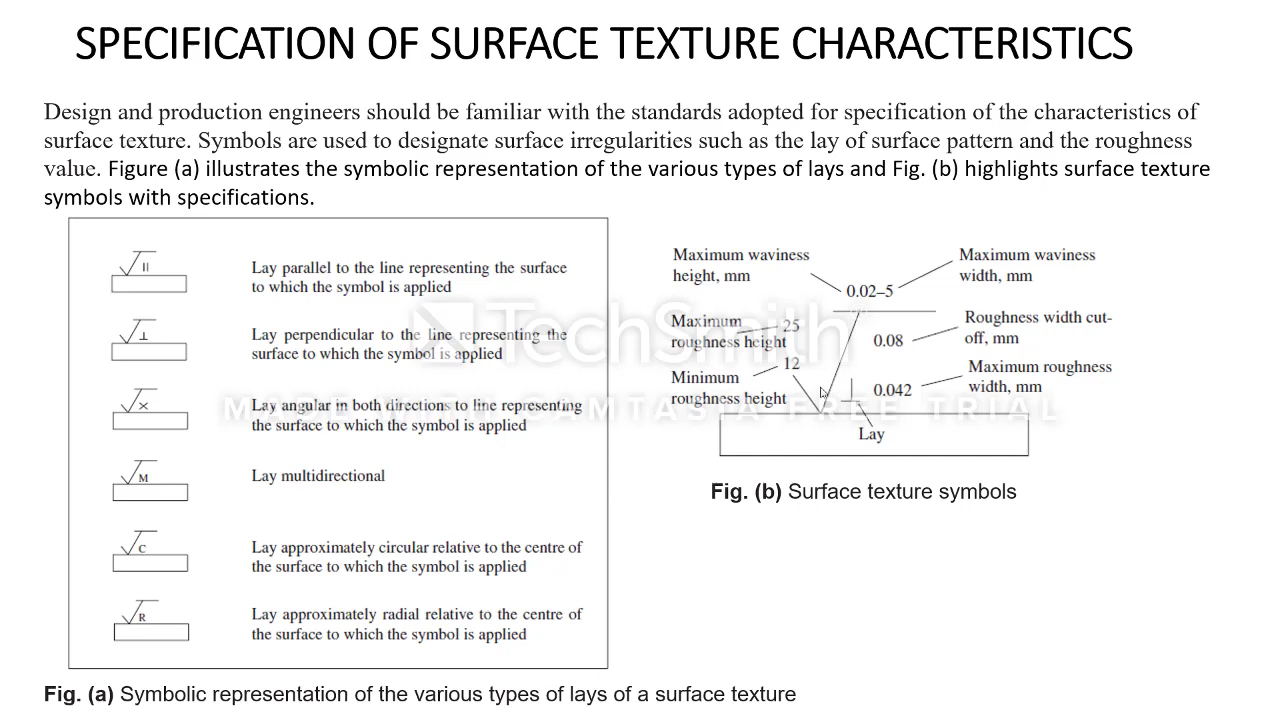 SPECIFICATION OF SURFACE TEXTURE CHARACTERISTICS
Design and production engineers should be familiar with the standards adopted for specification of the characteristics of
surface texture. Symbols are used to designate surface irregularities such as the lay of surface pattern and the roughness
value. Figure (a) illustrates the symbolic representation of the various types of lays and Fig. (b) highlights surface texture
symbols with specifications.
Lay parallel to the line representing the surface
to which the symbol is applied
⊥
Lay perpendicular to the line representing the
surface to which the symbol is applied
×
Lay angular in both directions to line representing
the surface to which the symbol is applied
M
Lay multidirectional
C
Lay approximately circular relative to the centre of
the surface to which the symbol is applied
R
Lay approximately radial relative to the centre of
the surface to which the symbol is applied
Fig. (a) Symbolic representation of the various types of lays of a surface texture
Maximum waviness
height, mm
Maximum waviness
width, mm
0.02–5
Maximum
roughness height
25
Roughness width cut-
off, mm
0.08
Minimum
roughness height
12
Maximum roughness
width, mm
0.042
Lay
Fig. (b) Surface texture symbols
TechSmith
MADE WITH CAMTASIA FREE TRIAL